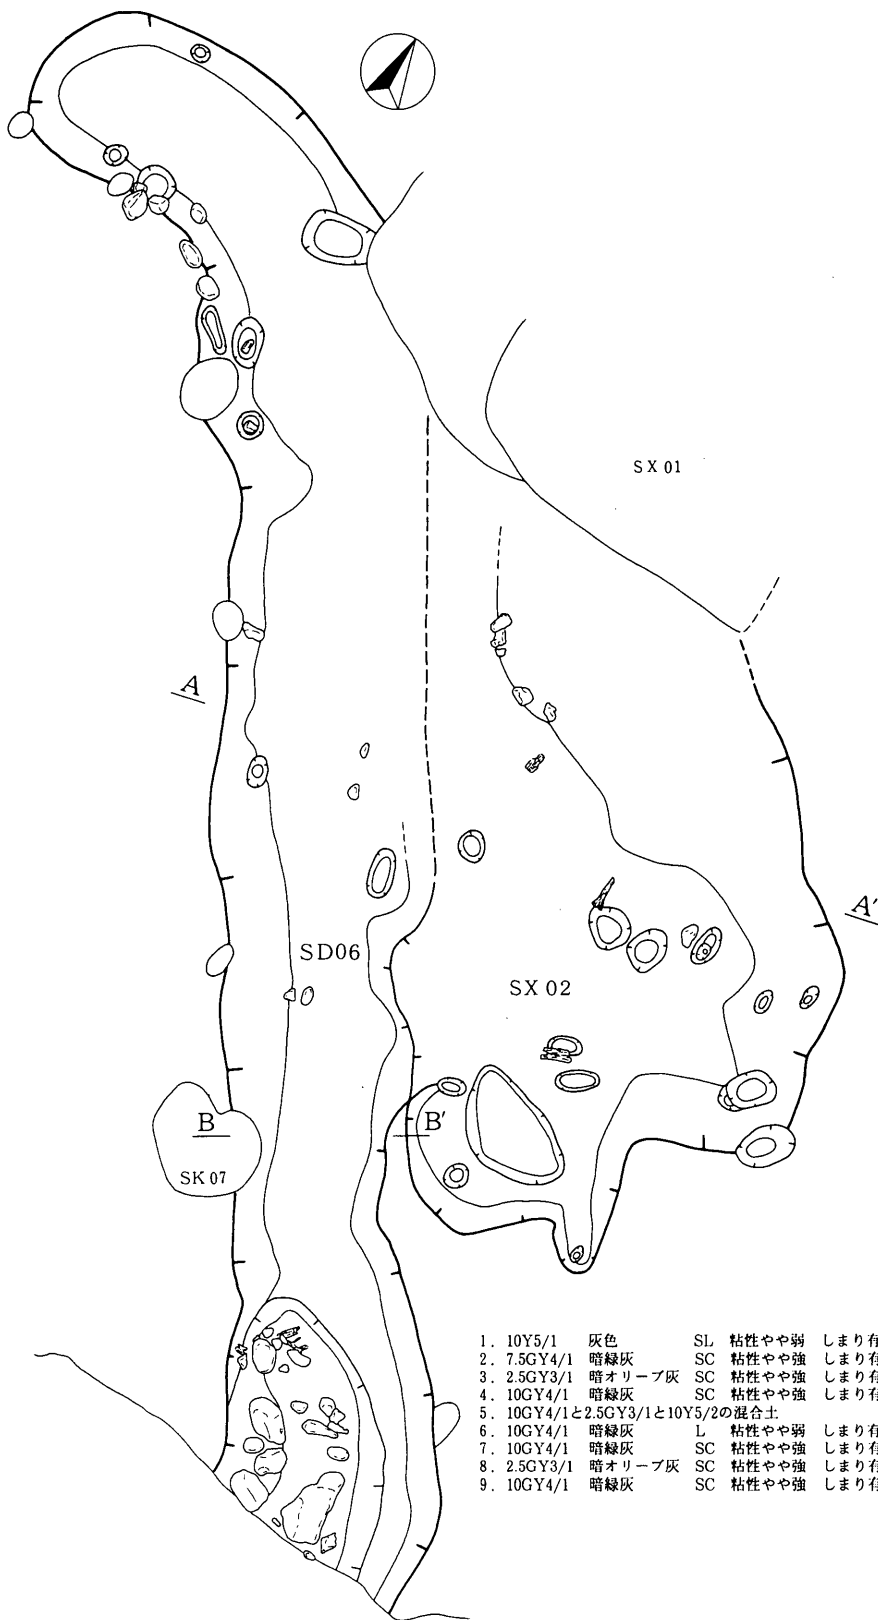 SX 01
A
A'
SD06
SX 02
B
B'
SK 07
1. 10Y5/1 灰色 SL 粘性やや弱 しまり有
2. 7.5GY4/1 暗緑灰 SC 粘性やや強 しまり有
3. 2.5GY3/1 暗オリーブ灰 SC 粘性やや強 しまり有
4. 10GY4/1 暗緑灰 SC 粘性やや強 しまり有
5. 10GY4/1と2.5GY3/1と10Y5/2の混合土
6. 10GY4/1 暗緑灰 L 粘性やや弱 しまり有
7. 10GY4/1 暗緑灰 SC 粘性やや強 しまり有
8. 2.5GY3/1 暗オリーブ灰 SC 粘性やや強 しまり有
9. 10GY4/1 暗緑灰 SC 粘性やや強 しまり有